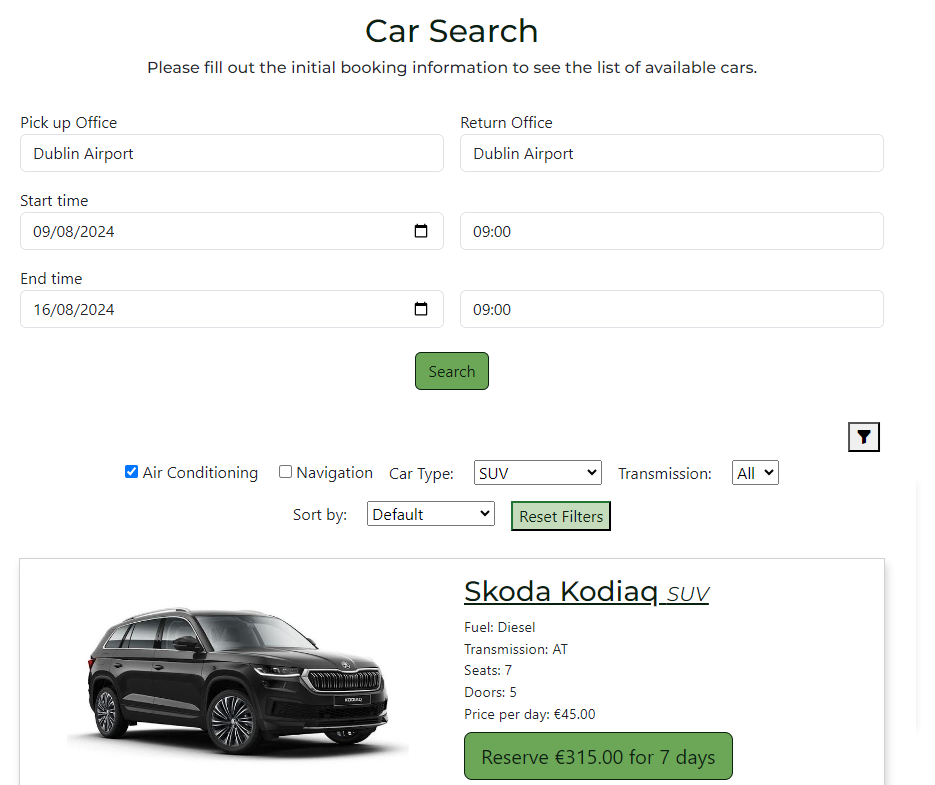 Car Search
Please fill out the initial booking information to see the list of available cars.
Pick up Office
Return Office
Dublin Airport
Dublin Airport
Start time
09/08/2024
09:00
End time
16/08/2024
09:00
Search
Air Conditioning Navigation Car Type: SUV Transmission: All
Sort by: Default Reset Filters
Skoda Kodiaq SUV
Fuel: Diesel
Transmission: AT
Seats: 7
Doors: 5
Price per day: €45.00
KODIAQ
Reserve €315.00 for 7 days